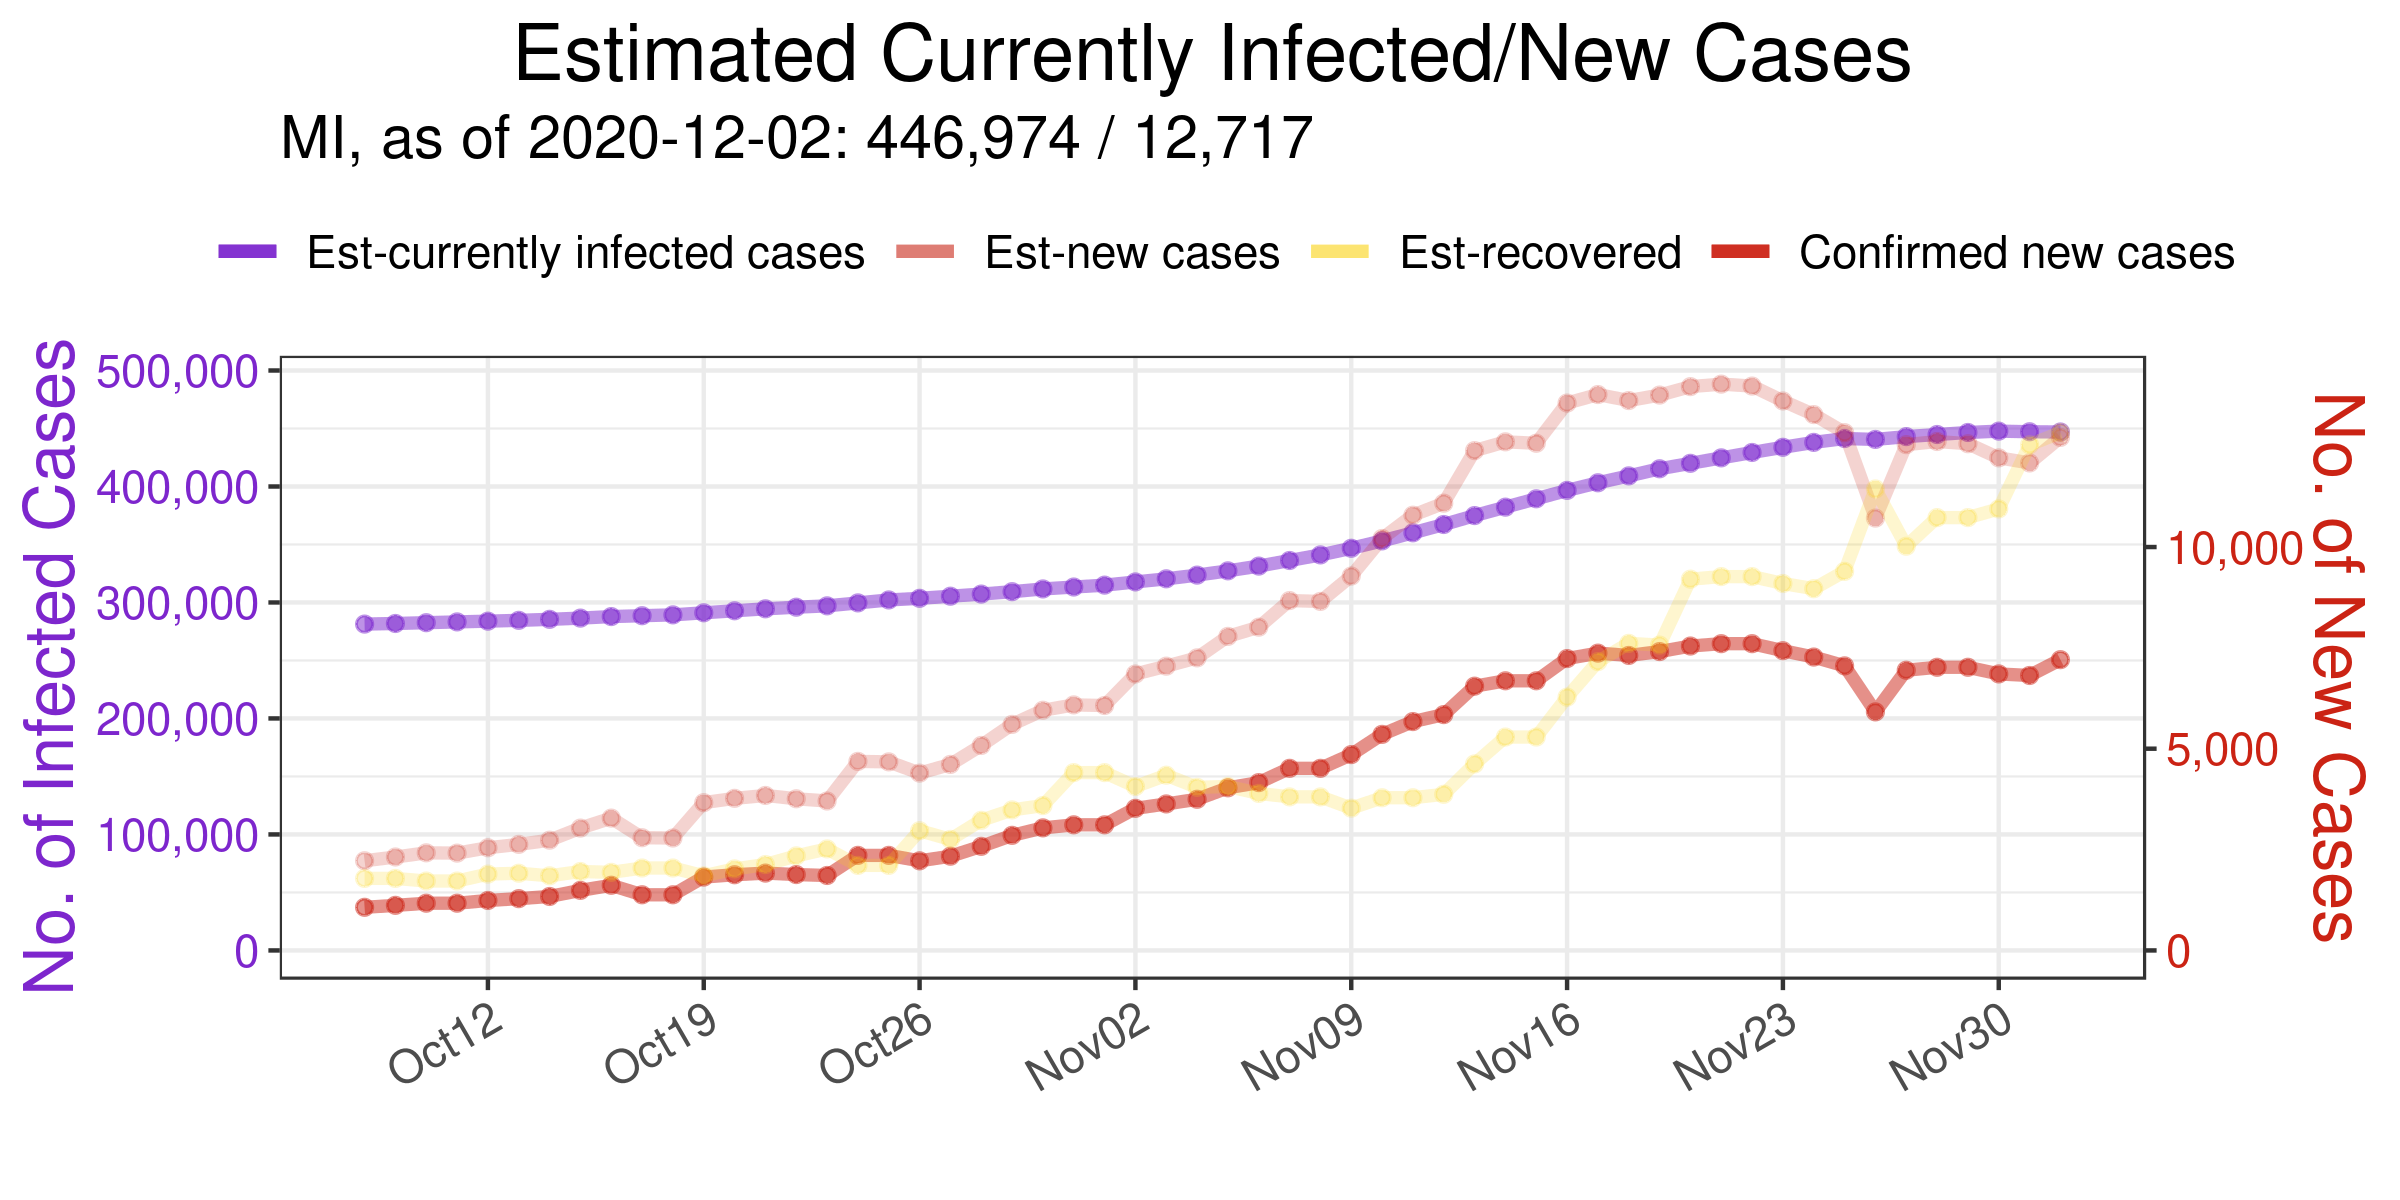 Estimated Currently Infected/New Cases
MI, as of 2020-12-02: 446,974 / 12,717
Est-currently infected cases Est-new cases Est-recovered Confirmed new cases
No. of Infected Cases
500,000
400,000
300,000
200,000
100,000
0
No. of New Cases
10,000
5,000
0
Oct12 Oct19 Oct26 Nov02 Nov09 Nov16 Nov23 Nov30